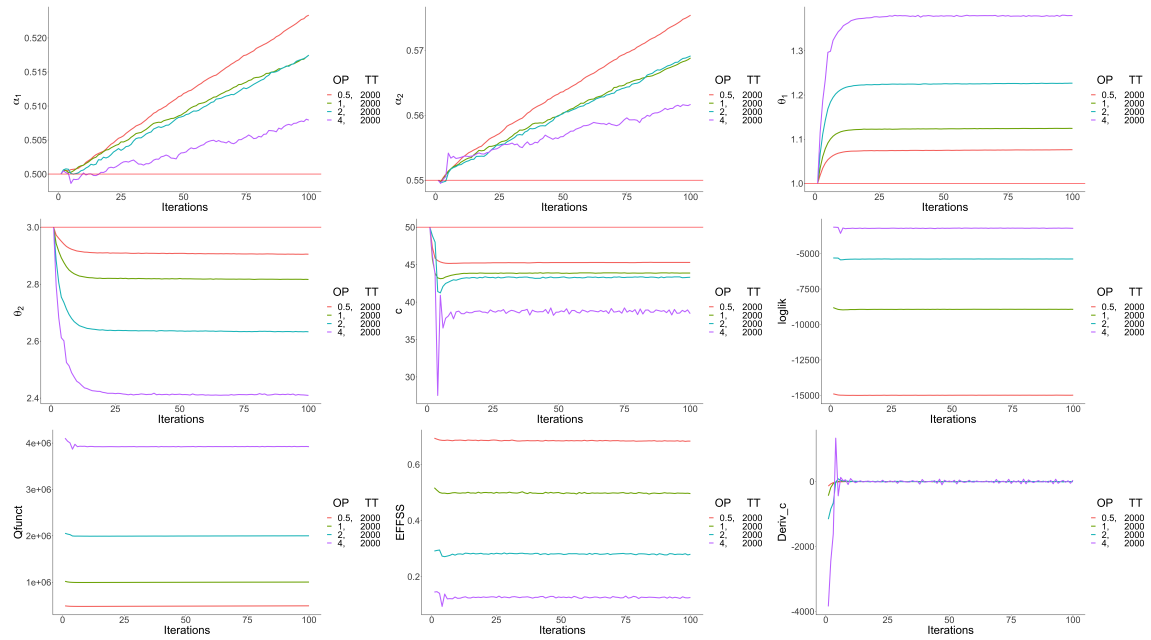 α1
0.520
0.515
0.510
0.505
0.500
0 25 50 75 100
Iterations
OP TT
0.5, 2000
1, 2000
2, 2000
4, 2000
α2
0.57
0.56
0.55
0 25 50 75 100
Iterations
OP TT
0.5, 2000
1, 2000
2, 2000
4, 2000
θ1
1.3
1.2
1.1
1.0
0 25 50 75 100
Iterations
OP TT
0.5, 2000
1, 2000
2, 2000
4, 2000
θ2
3.0
2.8
2.6
2.4
0 25 50 75 100
Iterations
OP TT
0.5, 2000
1, 2000
2, 2000
4, 2000
c
50
45
40
35
30
0 25 50 75 100
Iterations
OP TT
0.5, 2000
1, 2000
2, 2000
4, 2000
loglik
-5000
-7500
-10000
-12500
-15000
0 25 50 75 100
Iterations
OP TT
0.5, 2000
1, 2000
2, 2000
4, 2000
Qfunct
4e+06
3e+06
2e+06
1e+06
0 25 50 75 100
Iterations
OP TT
0.5, 2000
1, 2000
2, 2000
4, 2000
EFFSS
0.6
0.4
0.2
0 25 50 75 100
Iterations
OP TT
0.5, 2000
1, 2000
2, 2000
4, 2000
Deriv_c
0
-2000
-4000
0 25 50 75 100
Iterations
OP TT
0.5, 2000
1, 2000
2, 2000
4, 2000